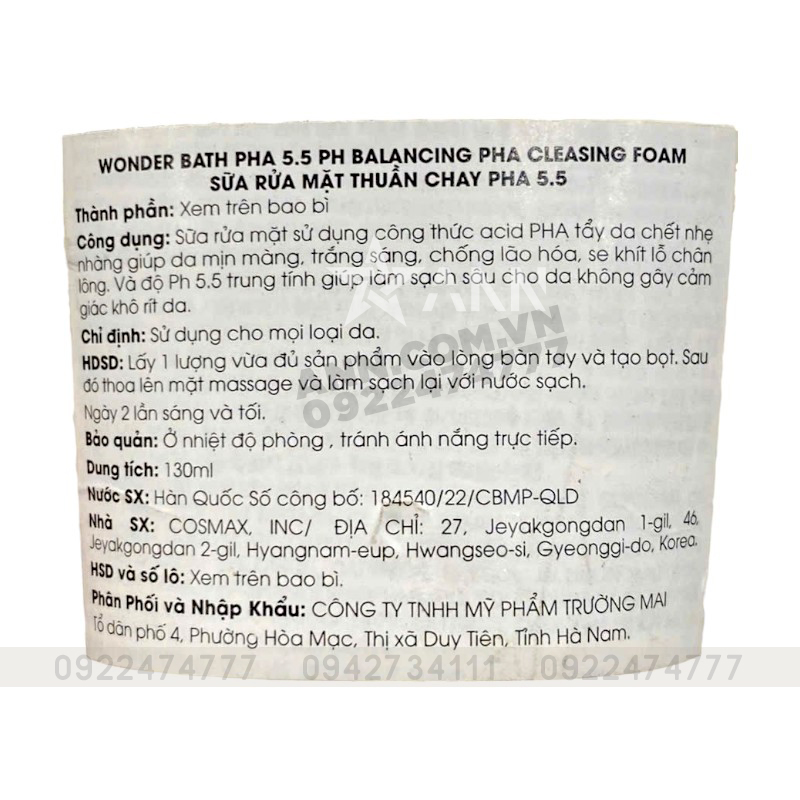 WONDER BATH PHA 5.5 PH BALANCING PHA CLEASING FOAM
SỮA RỬA MẶT THUẦN CHAY PHA 5.5
Thành phần: Xem trên bao bì
Công dụng: Sữa rửa mặt sử dụng công thức acid PHA tẩy da chết nhẹ
nhàng giúp da mịn màng, trắng sáng, chống lão hóa, se khít lỗ chân
lông. Và độ Ph 5.5 trung tính giúp làm sạch sâu cho da không gây cảm
giác khô rít da.
Chỉ định: Sử dụng cho mọi loại da.
HDSD: Lấy 1 lượng vừa đủ sản phẩm vào lòng bàn tay và tạo bọt. Sau
đó thoa lên mặt massage và làm sạch lại với nước sạch.
Ngày 2 lần sáng và tối.
Bảo quản: Ở nhiệt độ phòng , tránh ánh nắng trực tiếp.
Dung tích: 130ml
Nước SX: Hàn Quốc Số công bố: 184540/22/CBMP-QLD
Nhà SX: COSMAX, INC/ ĐỊA CHỈ: 27, Jeyakgongdan 1-gil, 46,
Jeyakgongdan 2-gil, Hyangnam-eup, Hwangseo-si, Gyeonggi-do, Korea.
HSD và số lô: Xem trên bao bì.
Phân Phối và Nhập Khẩu: CÔNG TY TNHH MỸ PHẨM TRƯỜNG MAI
Tổ dân phố 4, Phường Hòa Mạc, Thị xã Duy Tiên, Tỉnh Hà Nam.
AMN
AMN.COM.VN
0922474777
0922474777 0942734111 0922474777